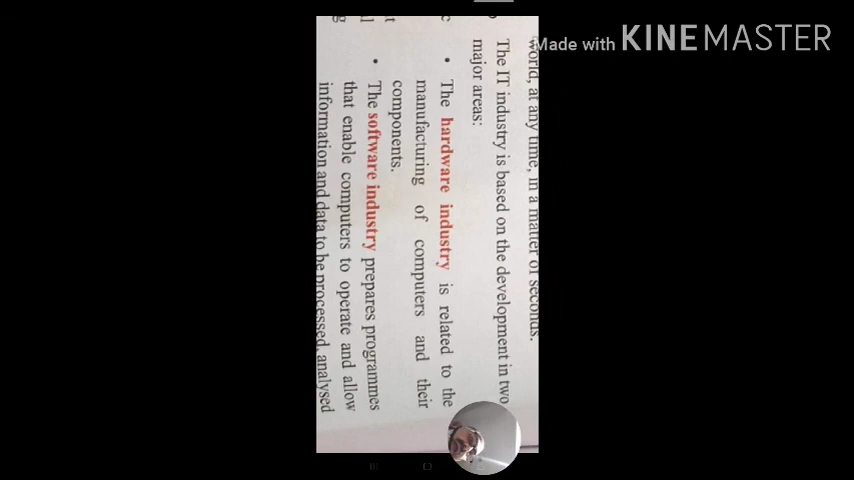 Made with KINEMASTER
world, at any time, in a matter of seconds.
The IT industry is based on the development in two
major areas:
• The hardware industry is related to the
manufacturing of computers and their
components.
• The software industry prepares programmes
that enable computers to operate and allow
information and data to be processed, analysed